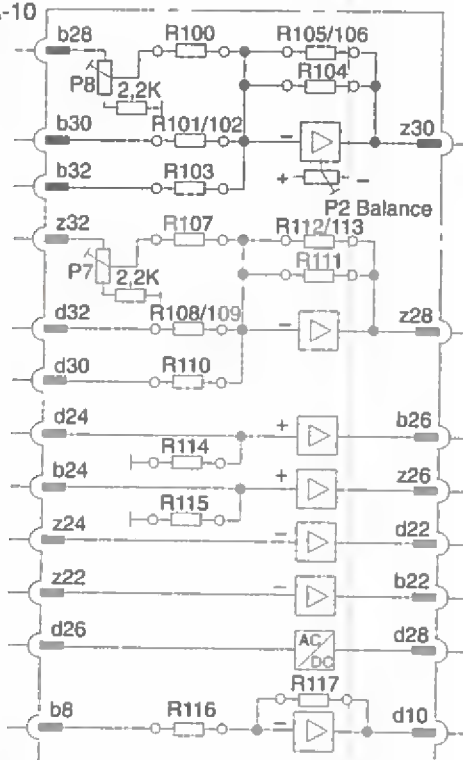 -10
b28 R100 R105/106
P8 R104
2,2K
b30 R101/102 – z30
b32 R103 + –
P2 Balance
z32 R107 R112/113
P7 R111
2,2K
d32 R108/109 – z28
d30 R110
d24 + b26
R114
b24 + z26
R115
z24 – d22
z22 – b22
d26 AC/DC d28
R117
b8 R116 – d10